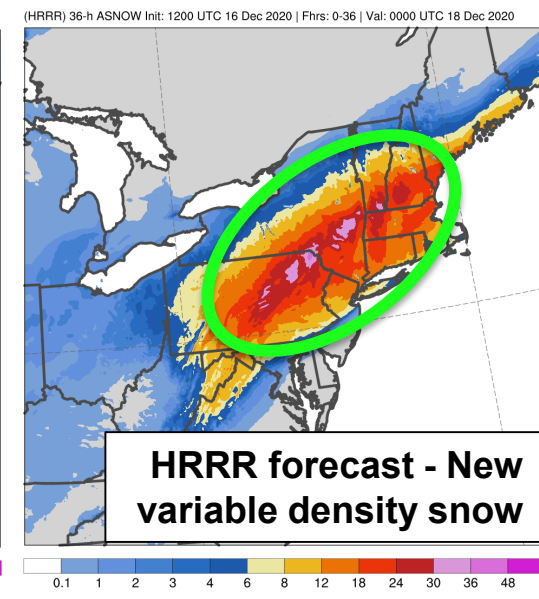 (HRRR) 36-h ASNOW Init: 1200 UTC 16 Dec 2020 | Fhrs: 0-36 | Val: 0000 UTC 18 Dec 2020
HRRR forecast - New
variable density snow
0.1 1 2 3 4 6 8 12 18 24 30 36 48